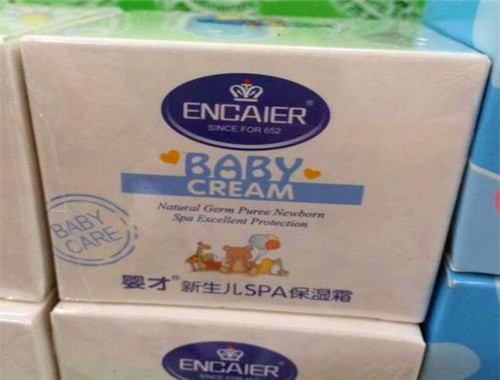 ENCAIER®
SINCE FOR 652
BABY
CREAM
Natural Germ Puree Newborn
Spa Excellent Protection
BABY
CARE!
婴才® 新生儿SPA保湿霜
ENCAIER®